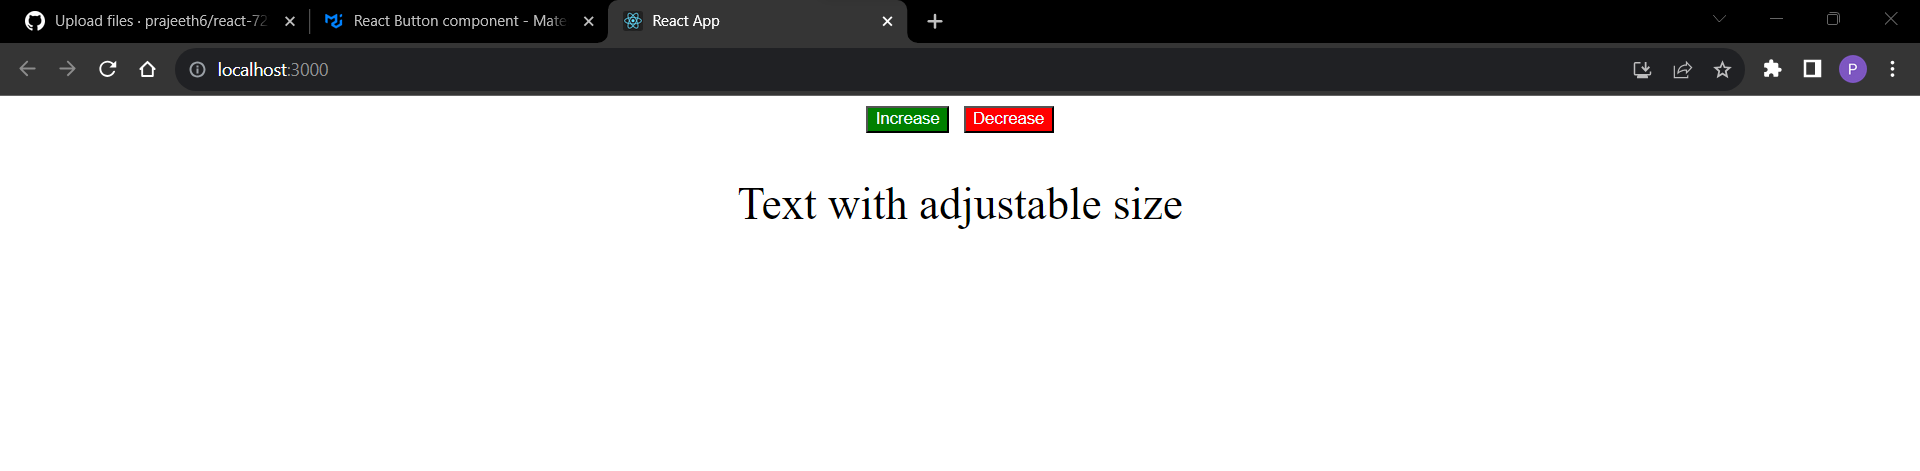 Upload files · prajeeth6/react-72
React Button component - Mate
React App
localhost:3000
P
Increase
Decrease
Text with adjustable size